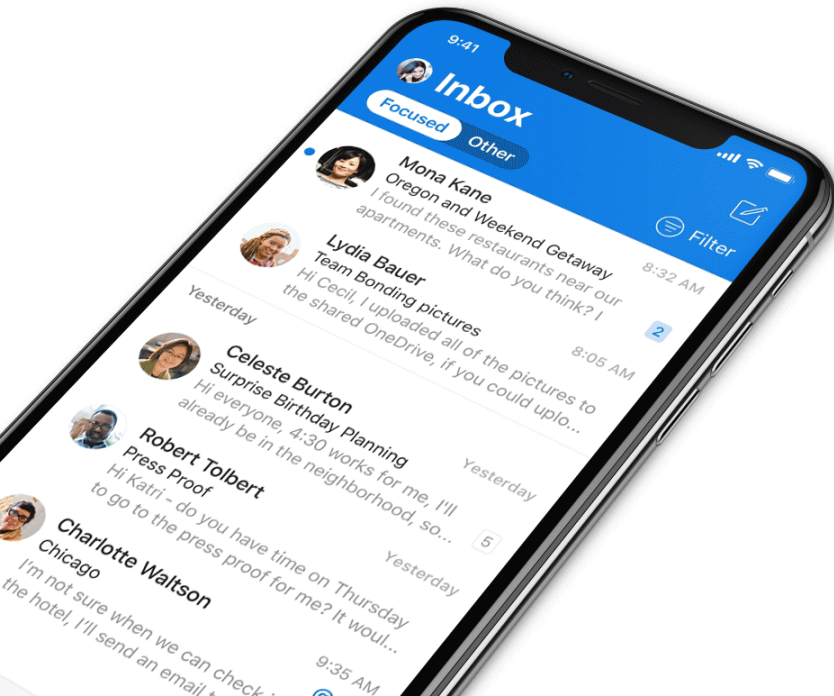 9:41
Inbox
Focused
Other
Filter
Mona Kane
8:32 AM
Oregon and Weekend Getaway
I found these restaurants near our
apartments. What do you think? I
2
Lydia Bauer
8:05 AM
Team Bonding pictures
Hi Cecil, I uploaded all of the pictures to
the shared OneDrive, if you could uplo...
Yesterday
Celeste Burton
Yesterday
Surprise Birthday Planning
Hi everyone, 4:30 works for me, I'll
already be in the neighborhood, so...
5
Robert Tolbert
Yesterday
Press Proof
Hi Katri - do you have time on Thursday
to go to the press proof for me? It woul...
Charlotte Waltson
9:35 AM
Chicago
I'm not sure when we can check
the hotel, I'll send an email